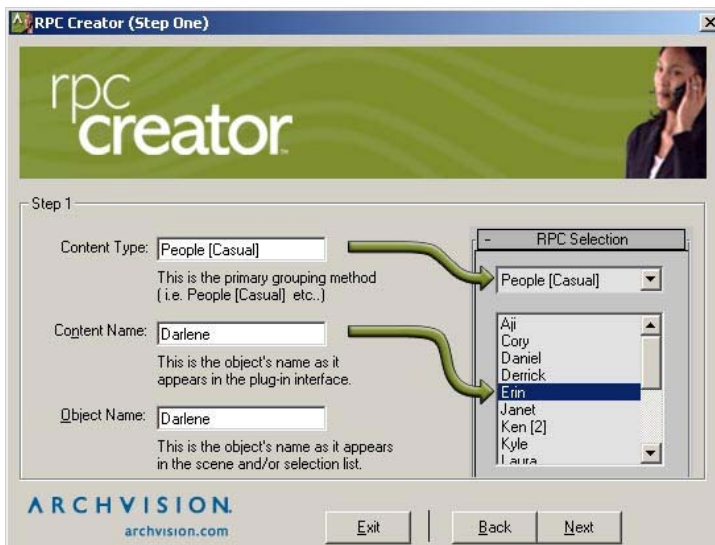 RPC Creator (Step One)
rpc
creator™
Step 1
Content Type: People [Casual]
This is the primary grouping method
( i.e. People [Casual] etc..)
Content Name: Darlene
This is the object's name as it
appears in the plug-in interface.
Object Name: Darlene
This is the object's name as it appears
in the scene and/or selection list.
- RPC Selection
People [Casual]
Aji
Cory
Daniel
Derrick
Erin
Janet
Ken [2]
Kyle
Laura
ARCHVISION.
archvision.com
Exit
Back
Next